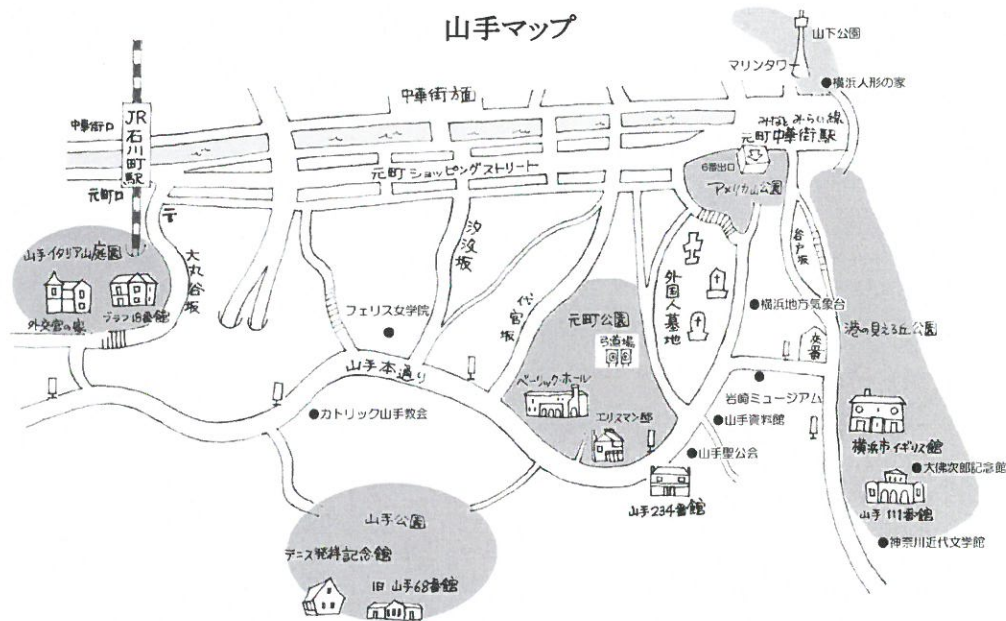 山手マップ
山下公園
マリンタワー
横浜人形の家
中華街方面
みなとみらい線
元町中華街駅
中華街口
JR石川町駅
元町ショッピングストリート
6番出口
アメリカ山公園
元町口
〒
山手イタリア山庭園
大丸谷坂
汐汲坂
谷戸坂
外国人墓地
外交官の家
ブラフ18番館
フェリス女学院
代官坂
元町公園
横浜地方気象台
弓道場
港の見える丘公園
交番
山手本通り
ベーリック・ホール
岩崎ミュージアム
カトリック山手教会
エリスマン邸
山手資料館
横浜市イギリス館
山手聖公会
大佛次郎記念館
山手234番館
山手111番館
山手公園
神奈川近代文学館
テニス発祥記念館
旧山手68番館